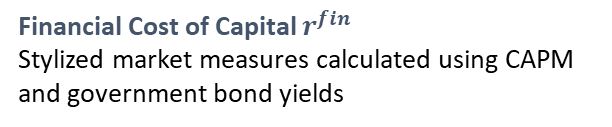 Financial Cost of Capital r^fin
Stylized market measures calculated using CAPM
and government bond yields